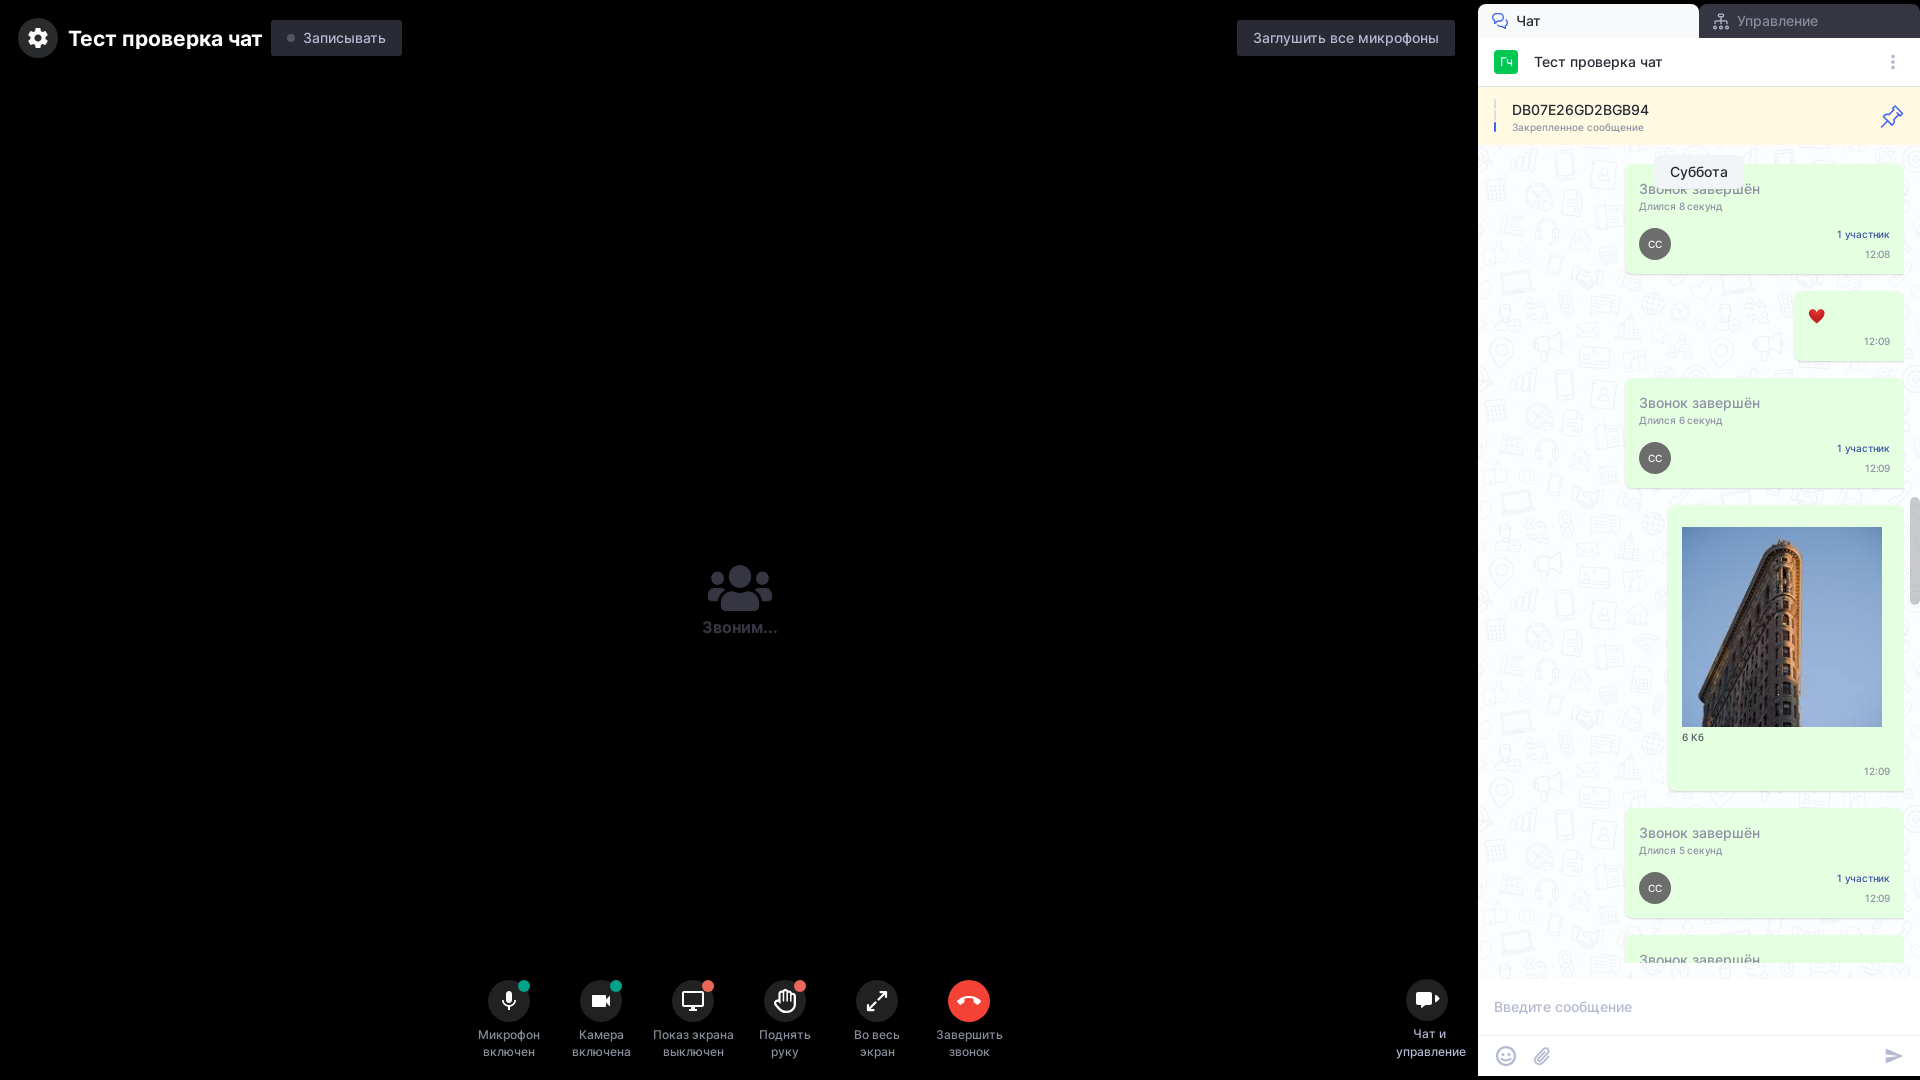 Тест проверка чат
Записывать
Заглушить все микрофоны
Чат
Управление
Гч
Тест проверка чат
DB07E26GD2BGB94
Закрепленное сообщение
Суббота
Звонок завершён
Длился 8 секунд
СС
1 участник
12:08
12:09
Звонок завершён
Длился 6 секунд
СС
1 участник
12:09
6 Кб
12:09
Звонок завершён
Длился 5 секунд
СС
1 участник
12:09
Звонок завершён
Звоним...
Микрофон
включен
Камера
включена
Показ экрана
выключен
Поднять
руку
Во весь
экран
Завершить
звонок
Чат и
управление
Введите сообщение